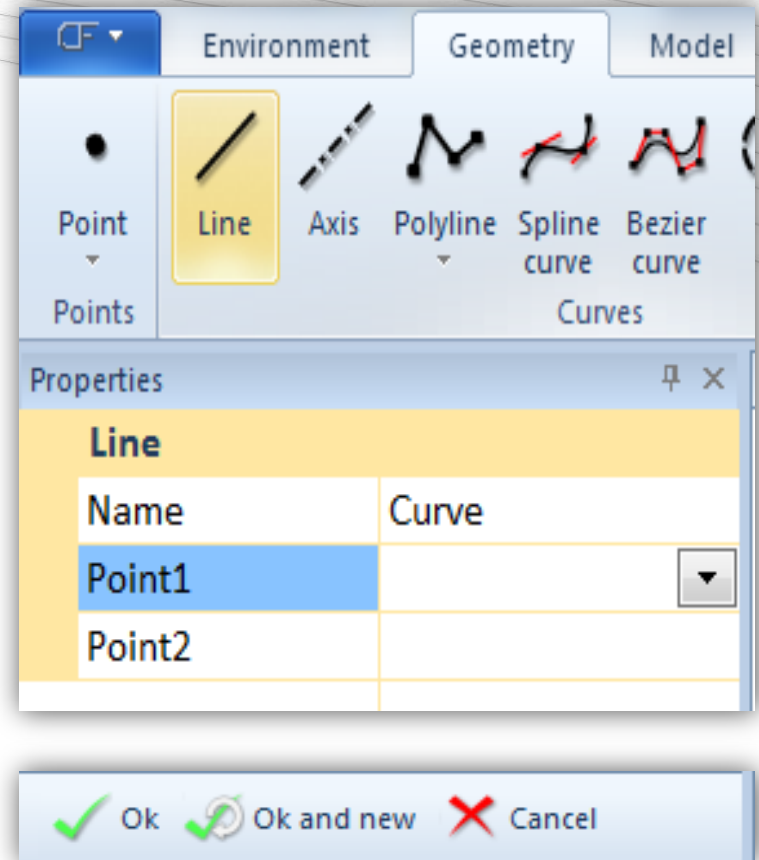 Environment Geometry Model
Point Line Axis Polyline Spline curve Bezier curve
Points Curves
Properties
Line
Name Curve
Point1
Point2
Ok Ok and new Cancel